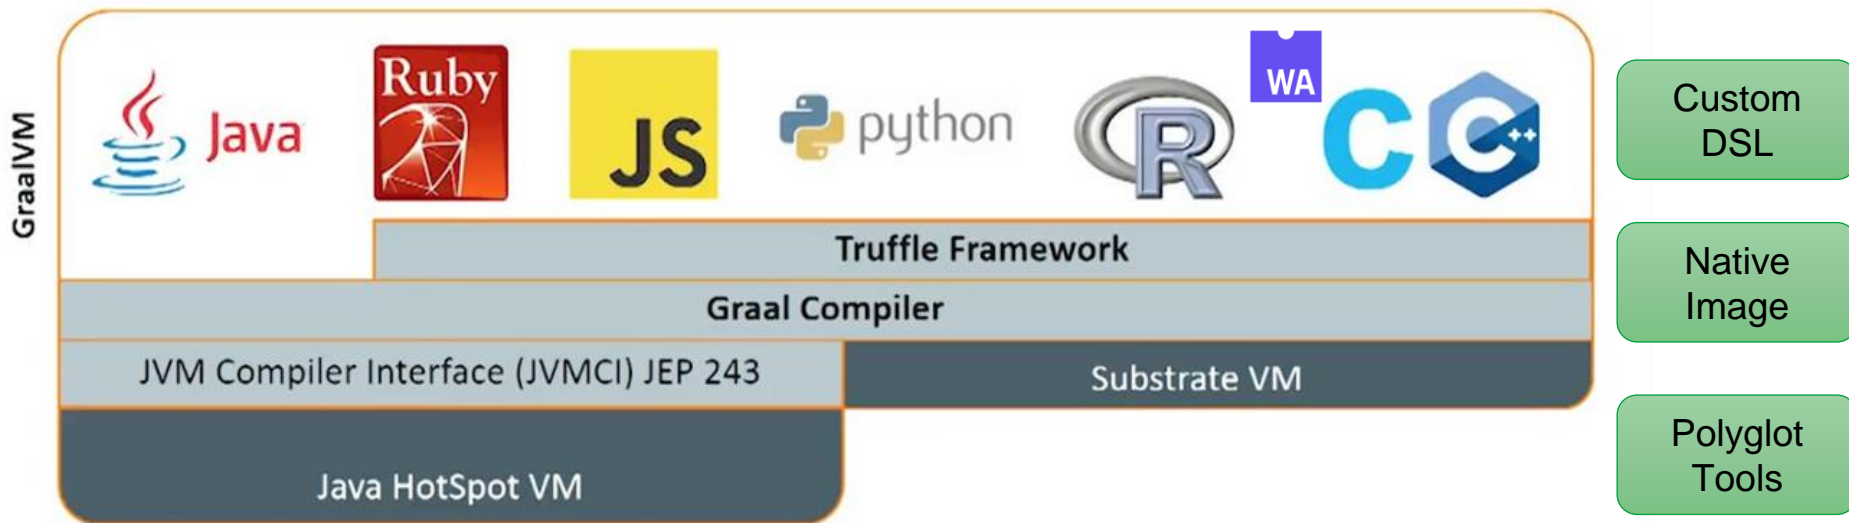 GraalVM
Java
Ruby
JS
python
R
WA
C
C++
Truffle Framework
Graal Compiler
JVM Compiler Interface (JVMCI) JEP 243
Substrate VM
Java HotSpot VM
Custom
DSL
Native
Image
Polyglot
Tools